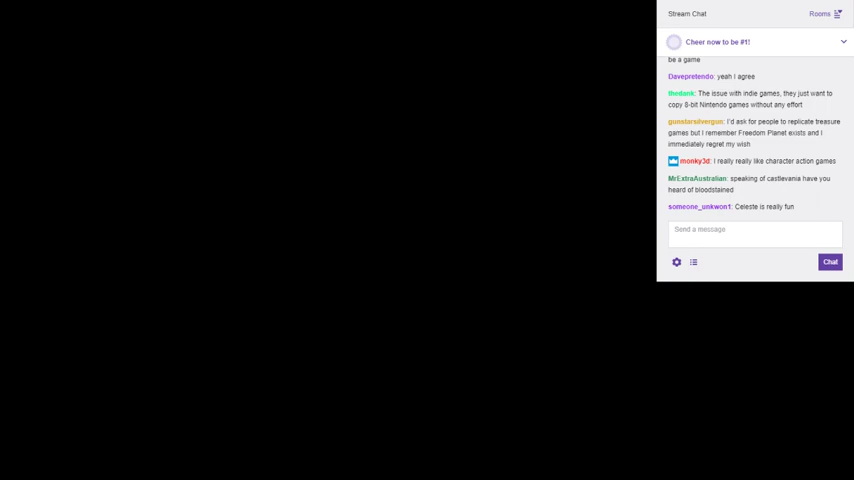 Stream Chat
Rooms
Cheer now to be #1!
be a game
Davepretendo: yeah I agree
thedank: The issue with indie games, they just want to
copy 8-bit Nintendo games without any effort
gunstarsilvergun: I'd ask for people to replicate treasure
games but I remember Freedom Planet exists and I
immediately regret my wish
monky3d: I really really like character action games
MrExtraAustralian: speaking of castlevania have you
heard of bloodstained
someone_unkwon1: Celeste is really fun
Send a message
Chat